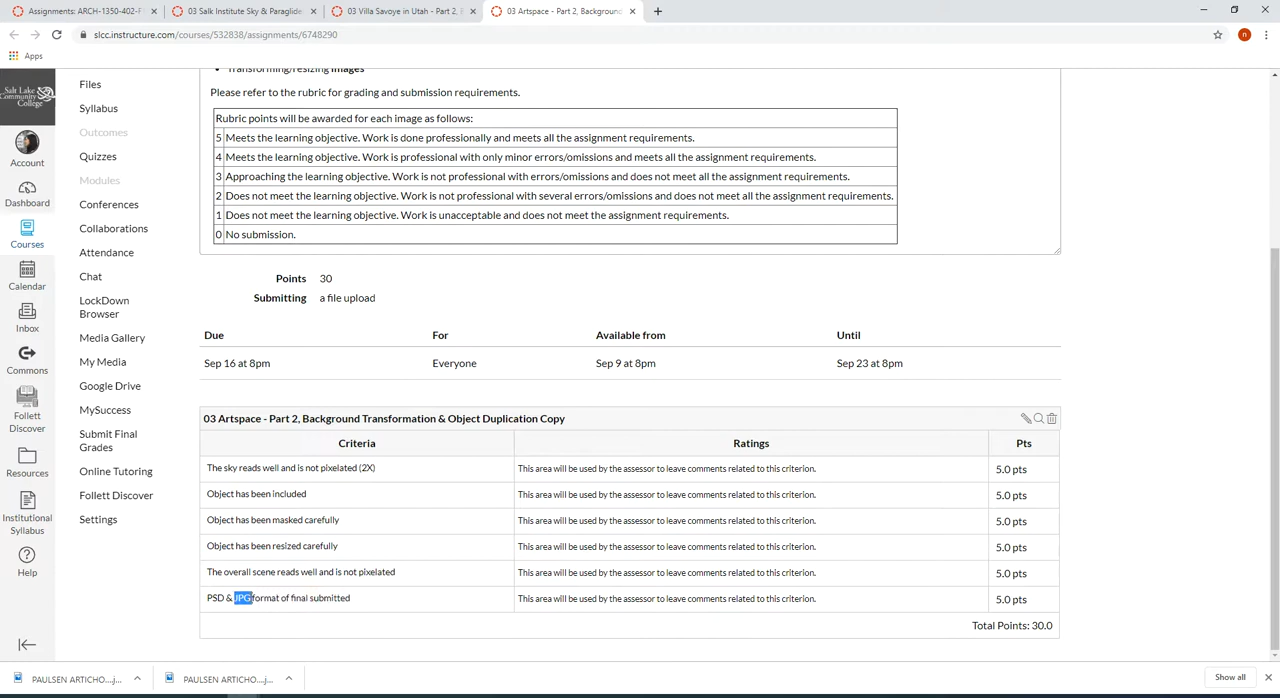 Assignments: ARCH-1350-402-F
03 Salk Institute Sky & Paraglide
03 Villa Savoye in Utah - Part 2, B
03 Artspace - Part 2, Background
slcc.instructure.com/courses/532838/assignments/6748290
n
Apps
Salt Lake
Community
College
Account
Dashboard
Courses
Calendar
Inbox
Commons
Follett
Discover
Resources
Institutional
Syllabus
Help
Files
Syllabus
Outcomes
Quizzes
Modules
Conferences
Collaborations
Attendance
Chat
LockDown
Browser
Media Gallery
My Media
Google Drive
MySuccess
Submit Final
Grades
Online Tutoring
Follett Discover
Settings
Transforming/resizing images
Please refer to the rubric for grading and submission requirements.
Rubric points will be awarded for each image as follows:
5 Meets the learning objective. Work is done professionally and meets all the assignment requirements.
4 Meets the learning objective. Work is professional with only minor errors/omissions and meets all the assignment requirements.
3 Approaching the learning objective. Work is not professional with errors/omissions and does not meet all the assignment requirements.
2 Does not meet the learning objective. Work is not professional with several errors/omissions and does not meet all the assignment requirements.
1 Does not meet the learning objective. Work is unacceptable and does not meet the assignment requirements.
0 No submission.
Points 30
Submitting a file upload
Due For Available from Until
Sep 16 at 8pm Everyone Sep 9 at 8pm Sep 23 at 8pm
03 Artspace - Part 2, Background Transformation & Object Duplication Copy
Criteria Ratings Pts
The sky reads well and is not pixelated (2X) This area will be used by the assessor to leave comments related to this criterion. 5.0 pts
Object has been included This area will be used by the assessor to leave comments related to this criterion. 5.0 pts
Object has been masked carefully This area will be used by the assessor to leave comments related to this criterion. 5.0 pts
Object has been resized carefully This area will be used by the assessor to leave comments related to this criterion. 5.0 pts
The overall scene reads well and is not pixelated This area will be used by the assessor to leave comments related to this criterion. 5.0 pts
PSD & JPG format of final submitted This area will be used by the assessor to leave comments related to this criterion. 5.0 pts
Total Points: 30.0
PAULSEN ARTICHO....j...
PAULSEN ARTICHO....j...
Show all